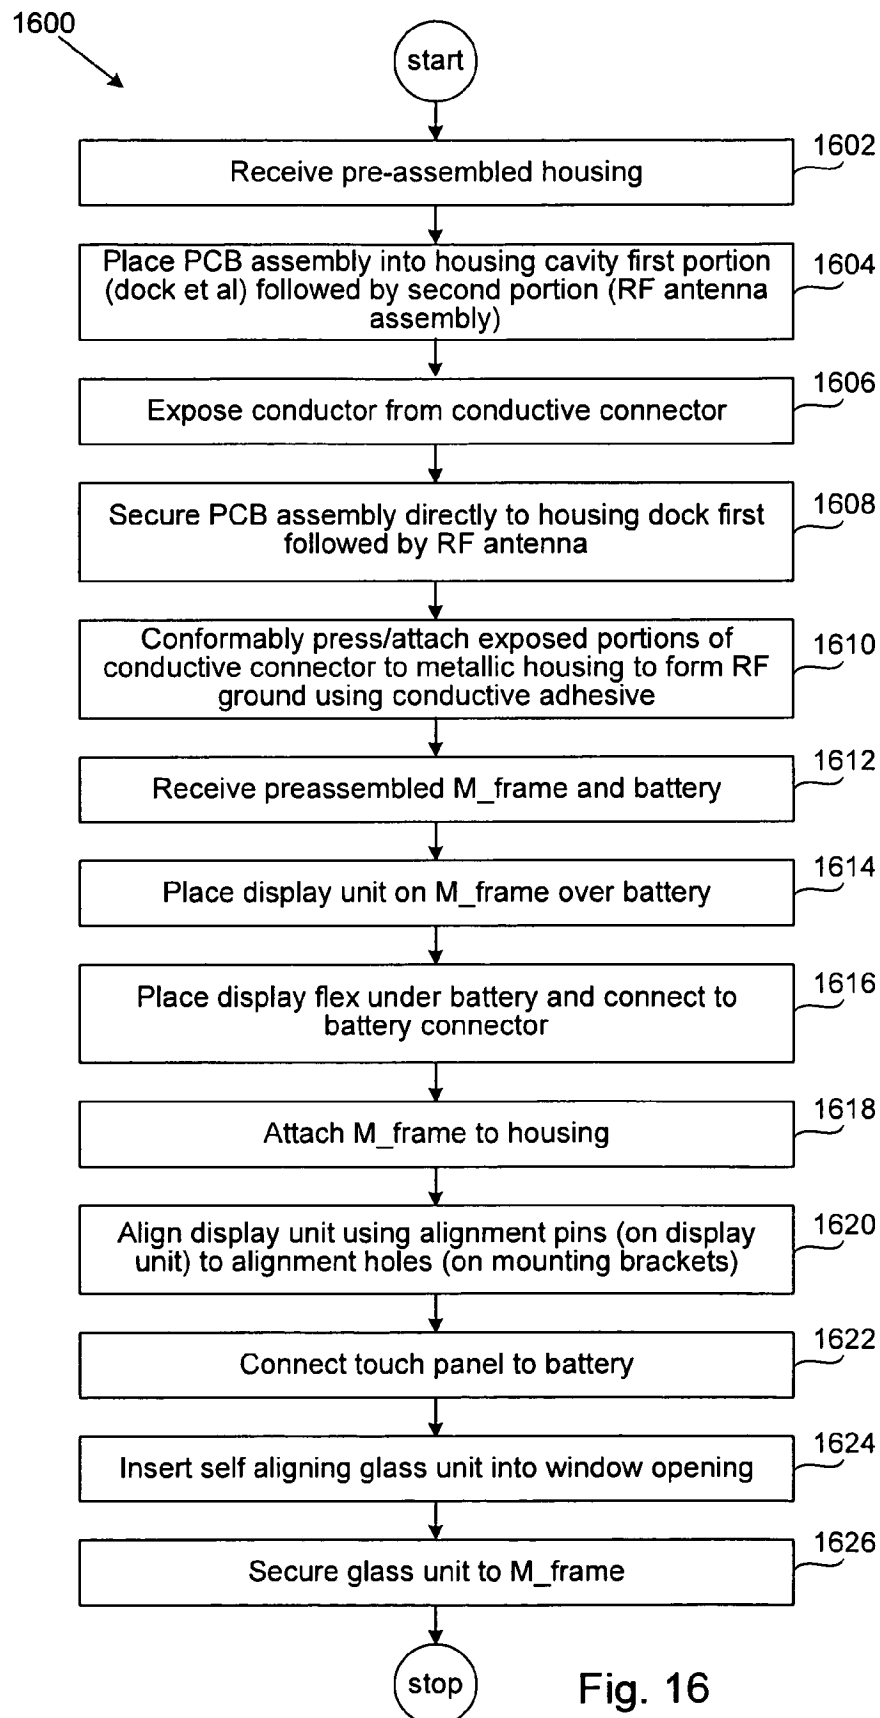 1600
start
Receive pre-assembled housing
1602
Place PCB assembly into housing cavity first portion
(dock et al) followed by second portion (RF antenna
assembly)
1604
Expose conductor from conductive connector
1606
Secure PCB assembly directly to housing dock first
followed by RF antenna
1608
Conformably press/attach exposed portions of
conductive connector to metallic housing to form RF
ground using conductive adhesive
1610
Receive preassembled M_frame and battery
1612
Place display unit on M_frame over battery
1614
Place display flex under battery and connect to
battery connector
1616
Attach M_frame to housing
1618
Align display unit using alignment pins (on display
unit) to alignment holes (on mounting brackets)
1620
Connect touch panel to battery
1622
Insert self aligning glass unit into window opening
1624
Secure glass unit to M_frame
1626
stop
Fig. 16